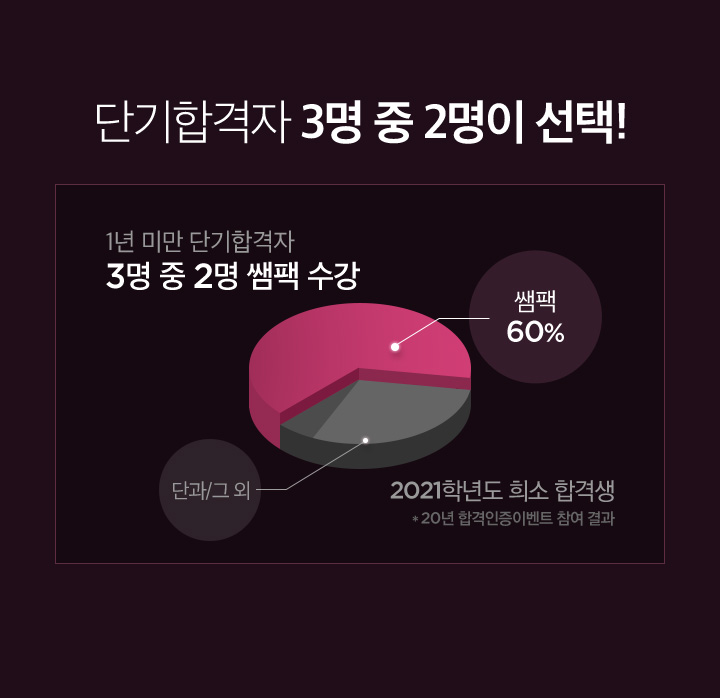 단기합격자 3명 중 2명이 선택!
1년 미만 단기합격자
3명 중 2명 쌤팩 수강
쌤팩
60%
단과/그 외
2021학년도 희소 합격생
*20년 합격인증이벤트 참여 결과